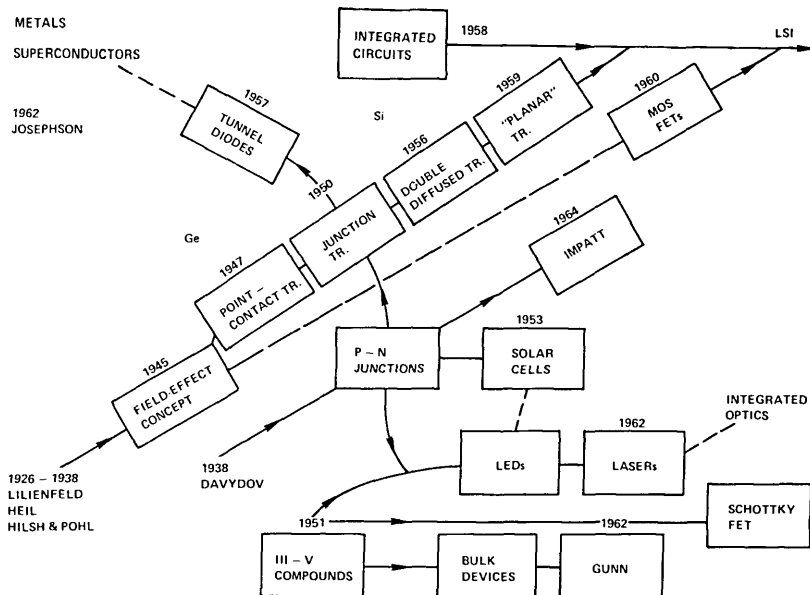 METALS
SUPERCONDUCTORS
1962
JOSEPHSON
INTEGRATED
CIRCUITS
1958
LSI
1957
TUNNEL
DIODES
Si
1959
"PLANAR"
TR.
1960
MOS
FETs
1956
DOUBLE
DIFFUSED TR.
1950
JUNCTION
TR.
Ge
1947
POINT –
CONTACT TR.
1964
IMPATT
1945
FIELD-EFFECT
CONCEPT
P – N
JUNCTIONS
1953
SOLAR
CELLS
INTEGRATED
OPTICS
1926 – 1938
LILIENFELD
HEIL
HILSH & POHL
1938
DAVYDOV
LEDs
1962
LASERs
1951
1962
SCHOTTKY
FET
III – V
COMPOUNDS
BULK
DEVICES
GUNN